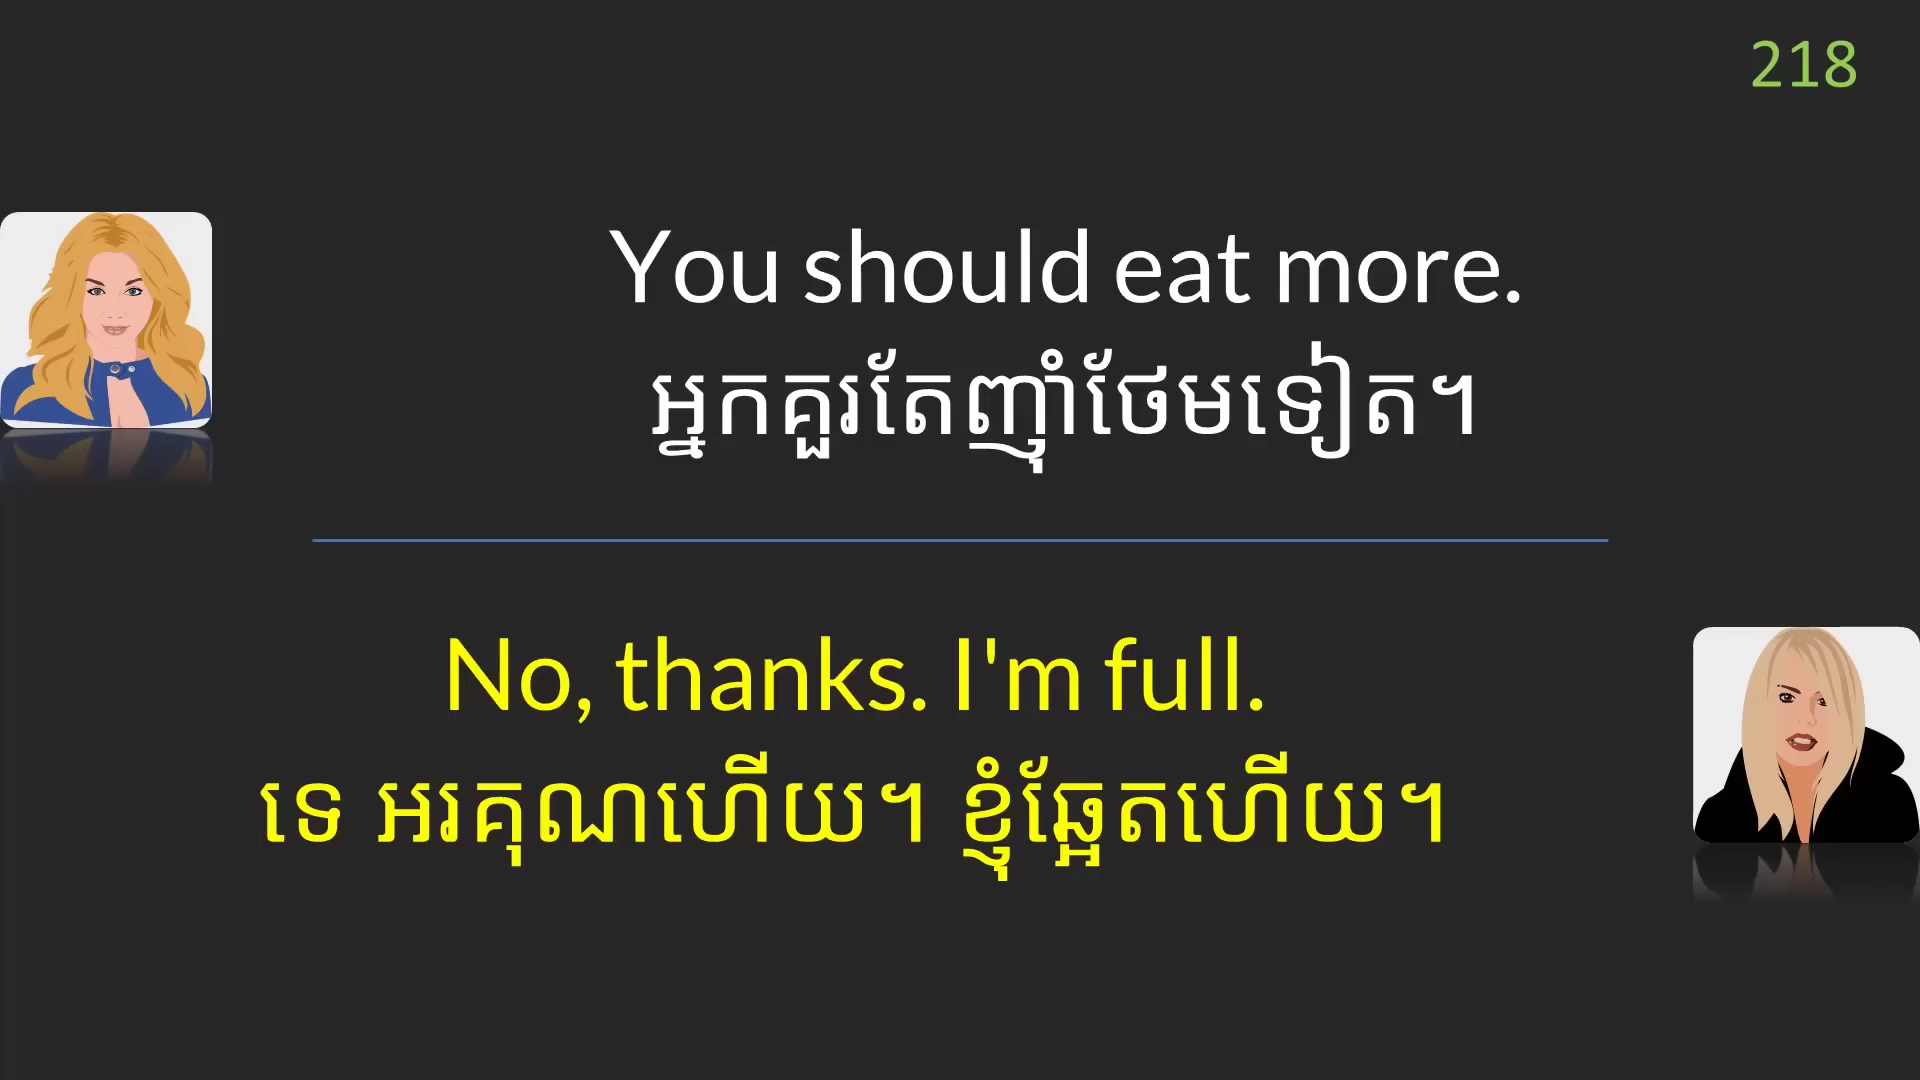 218
You should eat more.
អ្នកគួរតែញ៉ាំថែមទៀត។
No, thanks. I'm full.
ទេ អរគុណហើយ។ ខ្ញុំឆ្អែតហើយ។